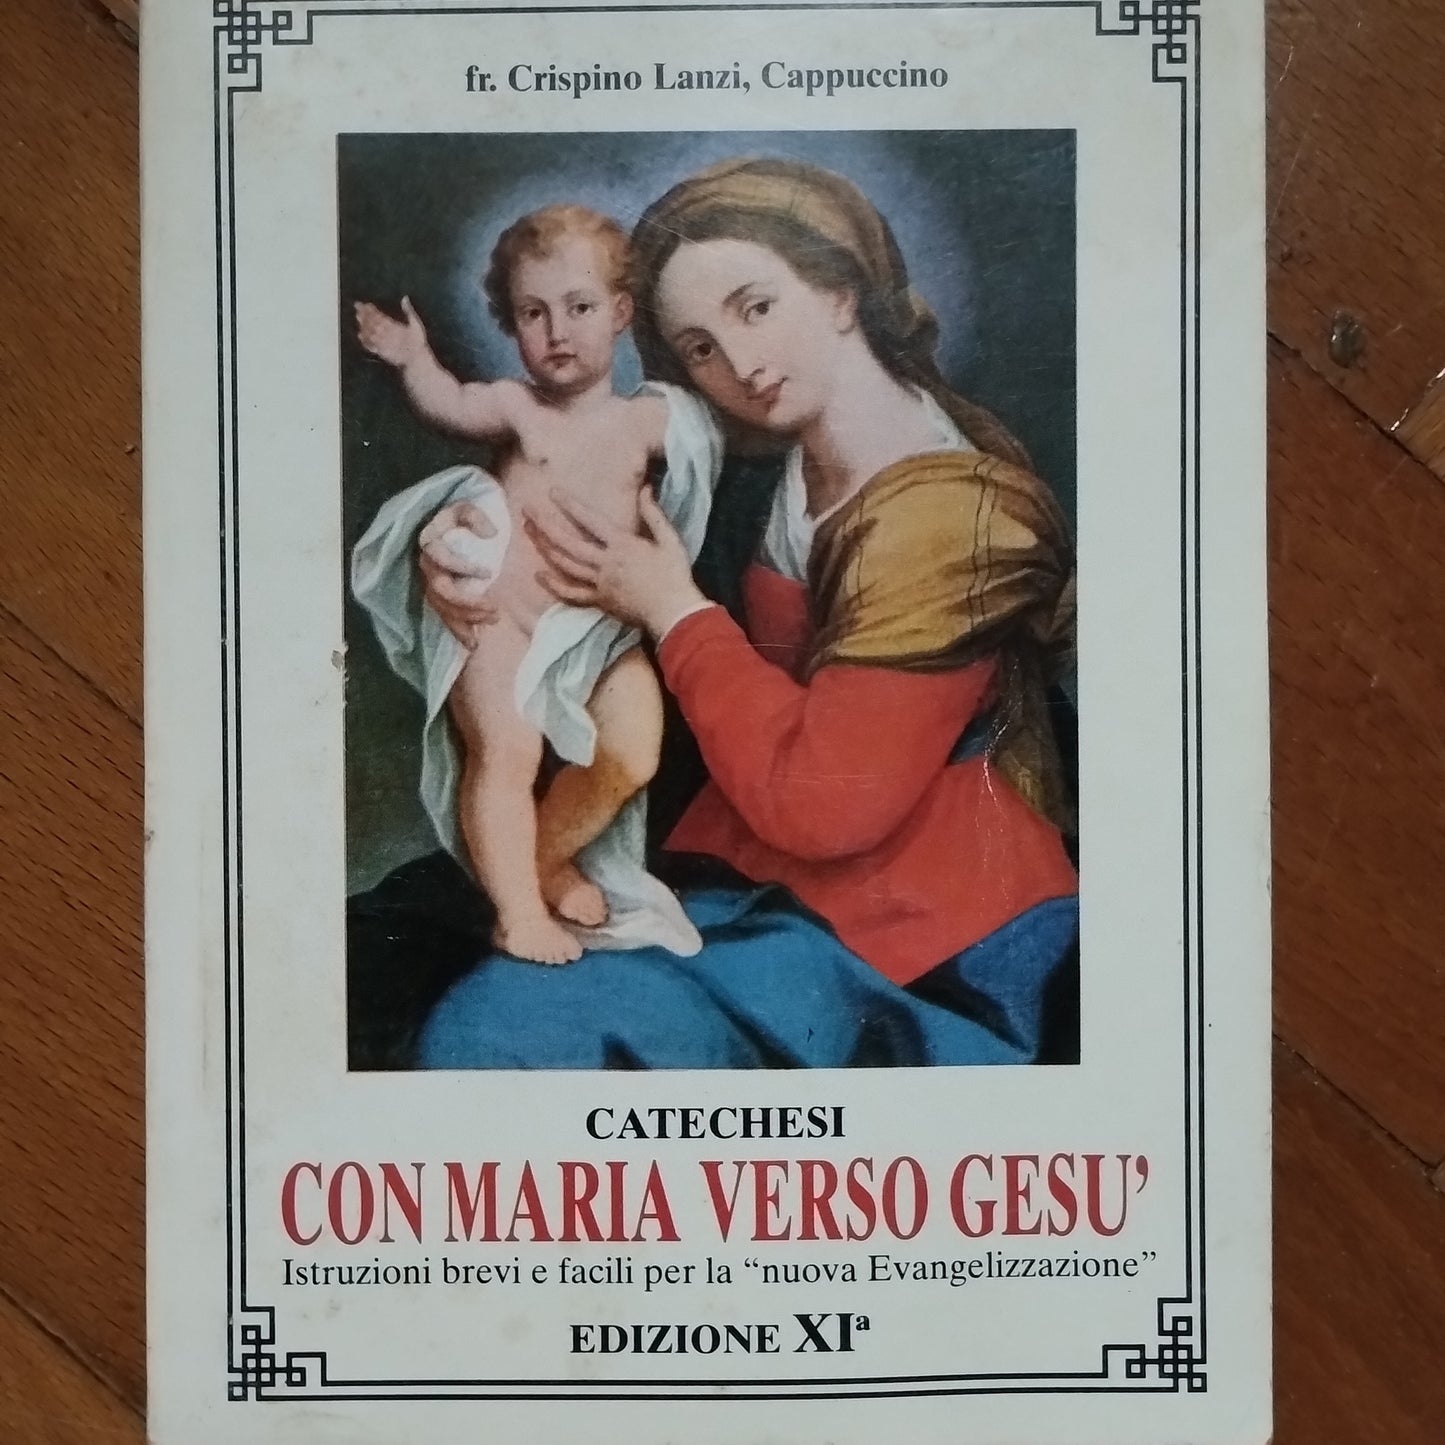 fr. Crispino Lanzi, Cappuccino
CATECHESI
CON MARIA VERSO GESU'
Istruzioni brevi e facili per la “nuova Evangelizzazione”
EDIZIONE XIª